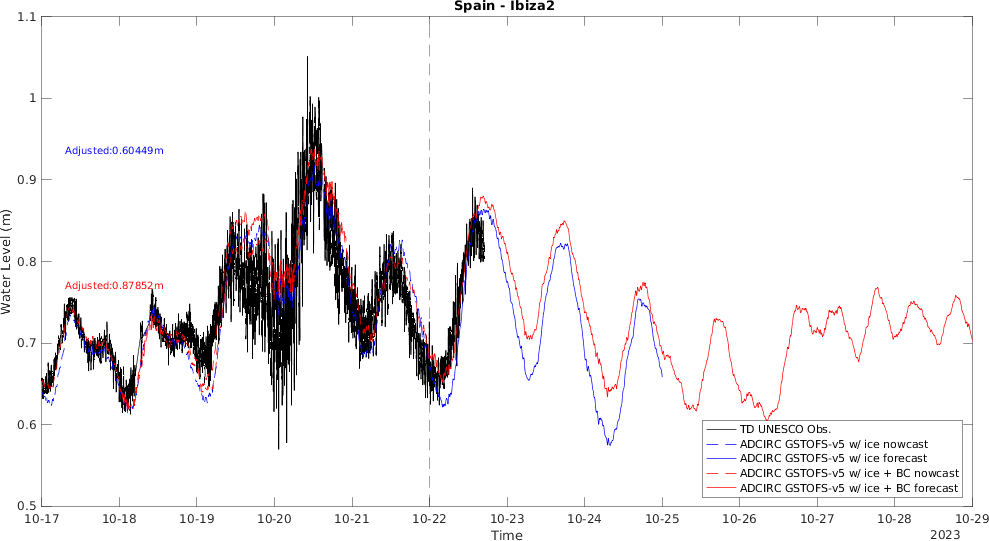 Spain - Ibiza2
1.1
1
0.9
0.8
0.7
0.6
0.5
Water Level (m)
Adjusted:0.60449m
Adjusted:0.87852m
TD UNESCO Obs.
ADCIRC GSTOFS-v5 w/ ice nowcast
ADCIRC GSTOFS-v5 w/ ice forecast
ADCIRC GSTOFS-v5 w/ ice + BC nowcast
ADCIRC GSTOFS-v5 w/ ice + BC forecast
10-17 10-18 10-19 10-20 10-21 10-22 10-23 10-24 10-25 10-26 10-27 10-28 10-29
Time
2023